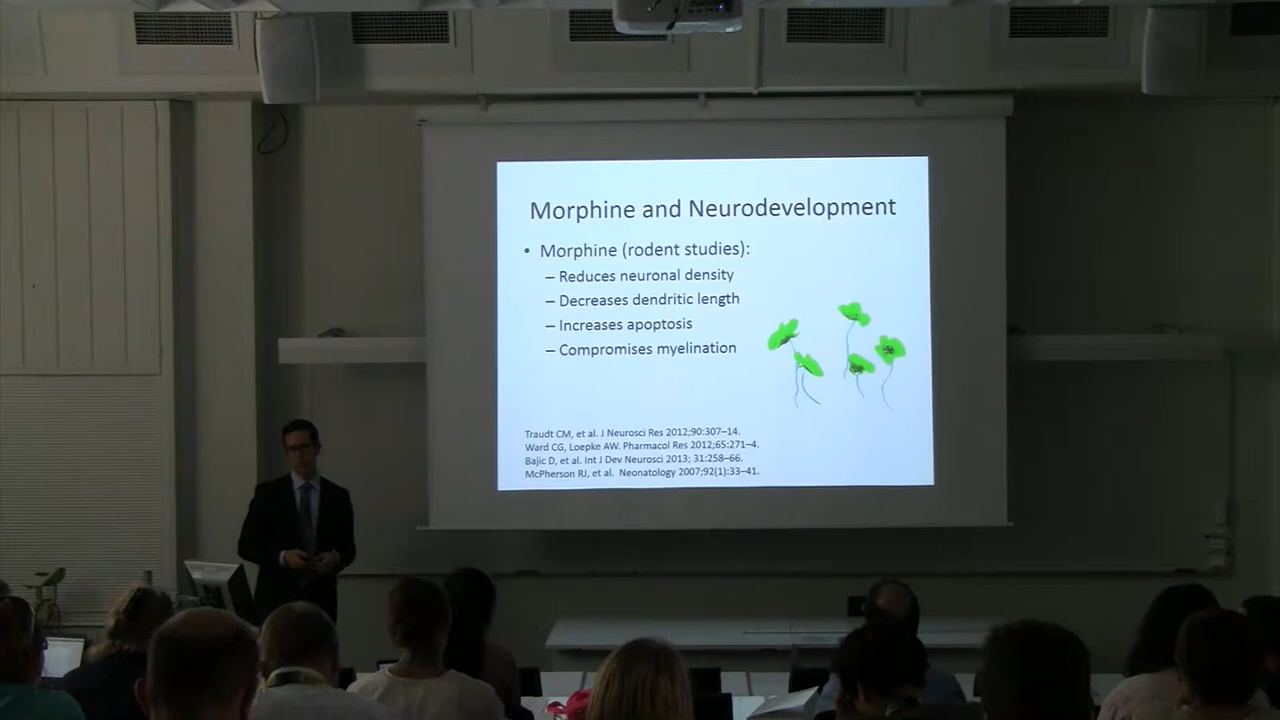 Morphine and Neurodevelopment
• Morphine (rodent studies):
– Reduces neuronal density
– Decreases dendritic length
– Increases apoptosis
– Compromises myelination
Traudt CM, et al. J Neurosci Res 2012;90:307–14.
Ward CG, Loepke AW. Pharmacol Res 2012;65:271–4.
Bajic D, et al. Int J Dev Neurosci 2013; 31:258–66.
McPherson RJ, et al. Neonatology 2007;92(1):33–41.